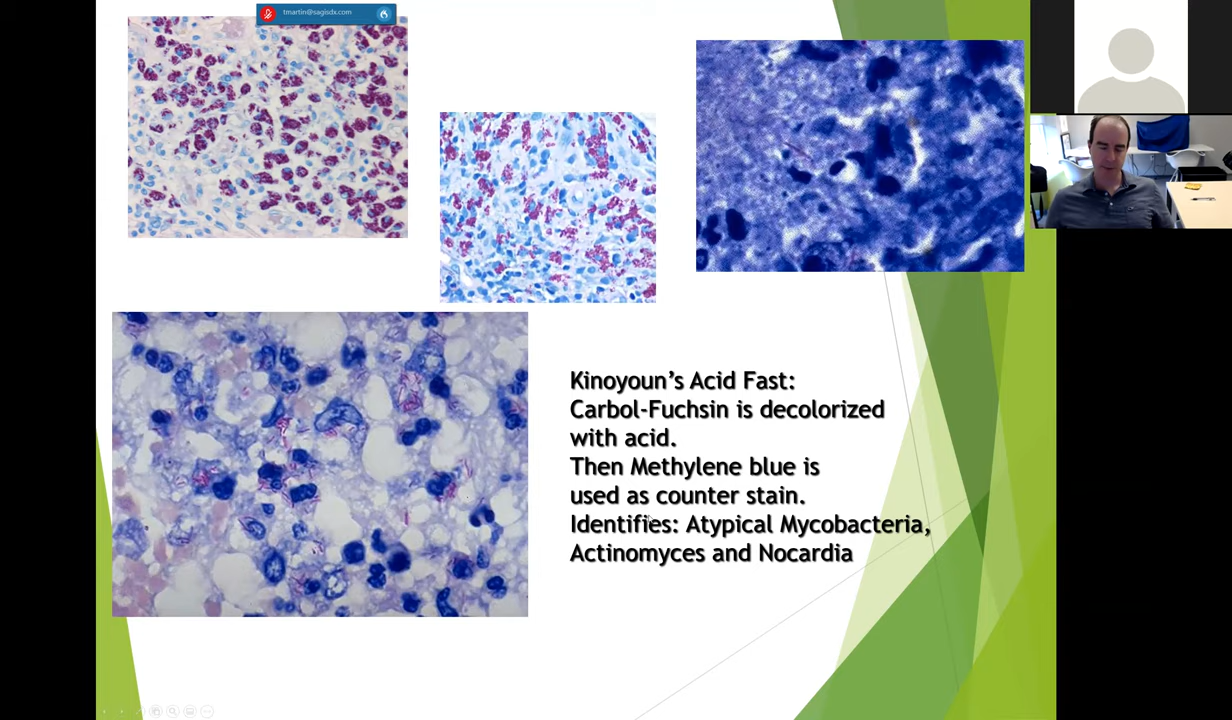 tmartin@sagisdx.com
Kinoyoun's Acid Fast:
Carbol-Fuchsin is decolorized
with acid.
Then Methylene blue is
used as counter stain.
Identifies: Atypical Mycobacteria,
Actinomyces and Nocardia